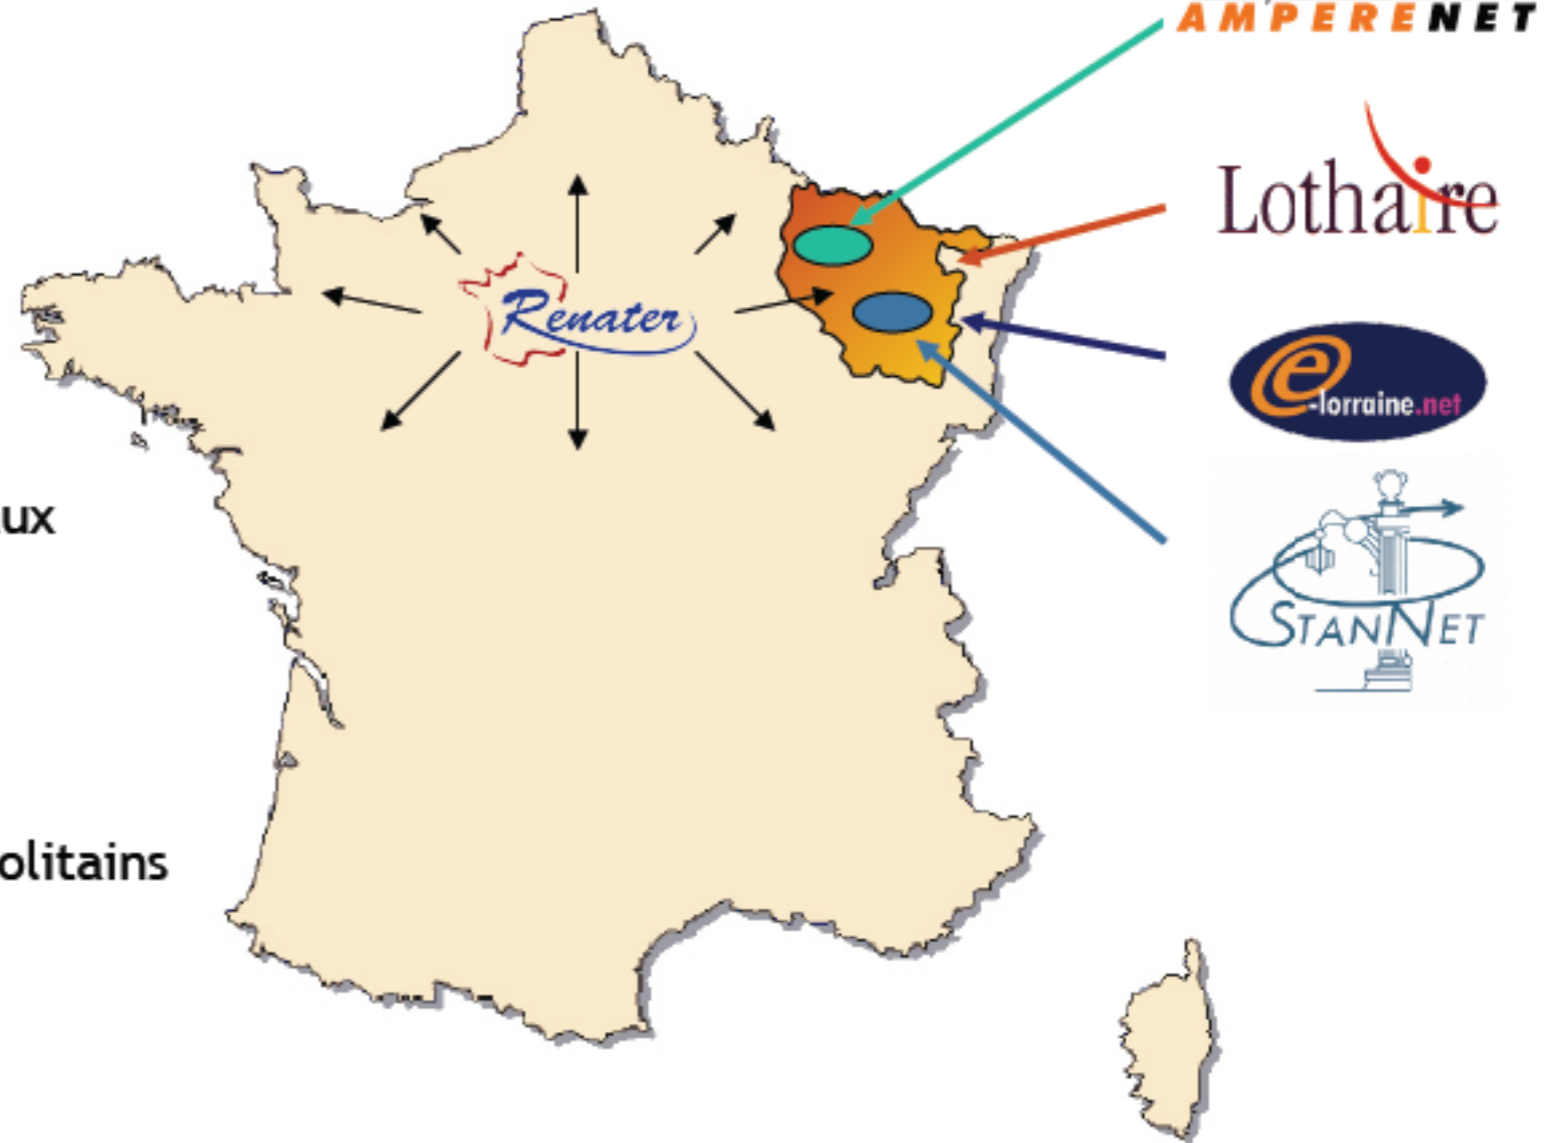 AMPERENET
Lothaire
Renater
e-lorraine.net
ux
STANNET
olitains